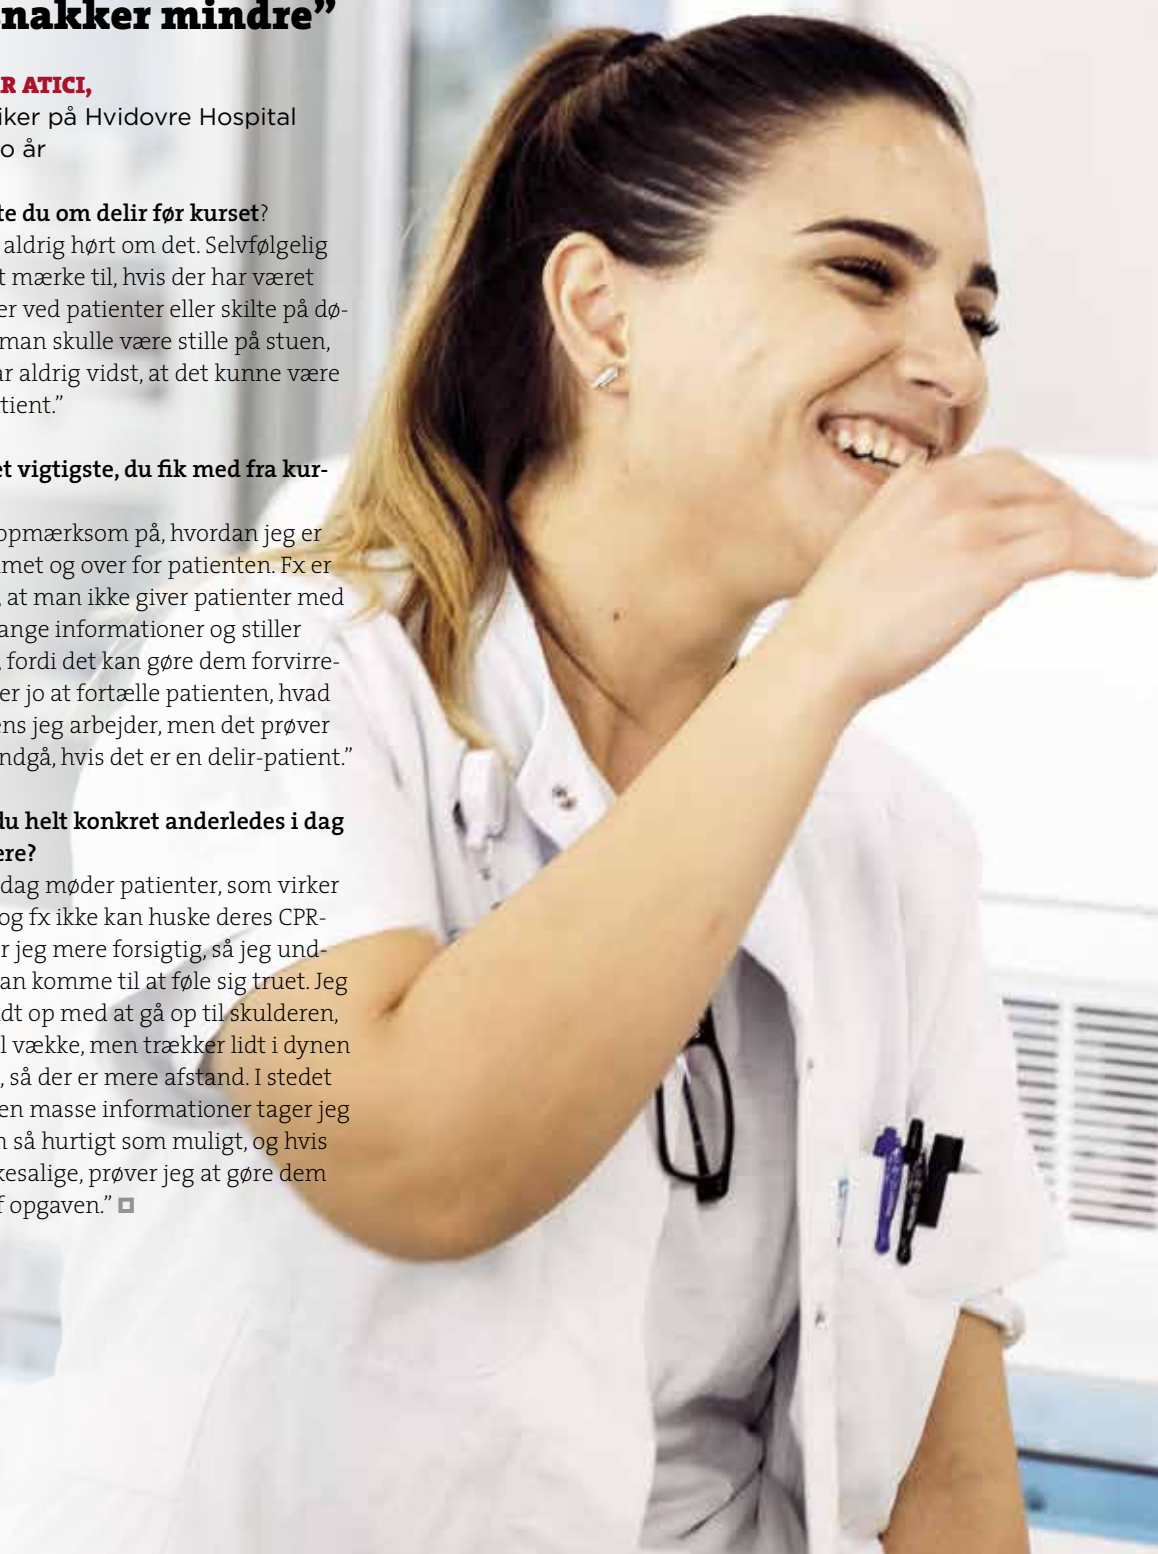 nakker mindre”
R ATICI,
iker på Hvidovre Hospital
o år
te du om delir før kurset?
aldrig hørt om det. Selvfølgelig
t mærke til, hvis der har været
er ved patienter eller skilte på dø-
man skulle være stille på stuen,
ar aldrig vidst, at det kunne være
tient.”
et vigtigste, du fik med fra kur-
opmærksom på, hvordan jeg er
met og over for patienten. Fx er
, at man ikke giver patienter med
ange informationer og stiller
, fordi det kan gøre dem forvirre-
er jo at fortælle patienten, hvad
ens jeg arbejder, men det prøver
ndgå, hvis det er en delir-patient.”
du helt konkret anderledes i dag
ere?
dag møder patienter, som virker
og fx ikke kan huske deres CPR-
r jeg mere forsigtig, så jeg und-
an komme til at føle sig truet. Jeg
dt op med at gå op til skulderen,
l vække, men trækker lidt i dynen
, så der er mere afstand. I stedet
en masse informationer tager jeg
n så hurtigt som muligt, og hvis
kesalige, prøver jeg at gøre dem
f opgaven.”